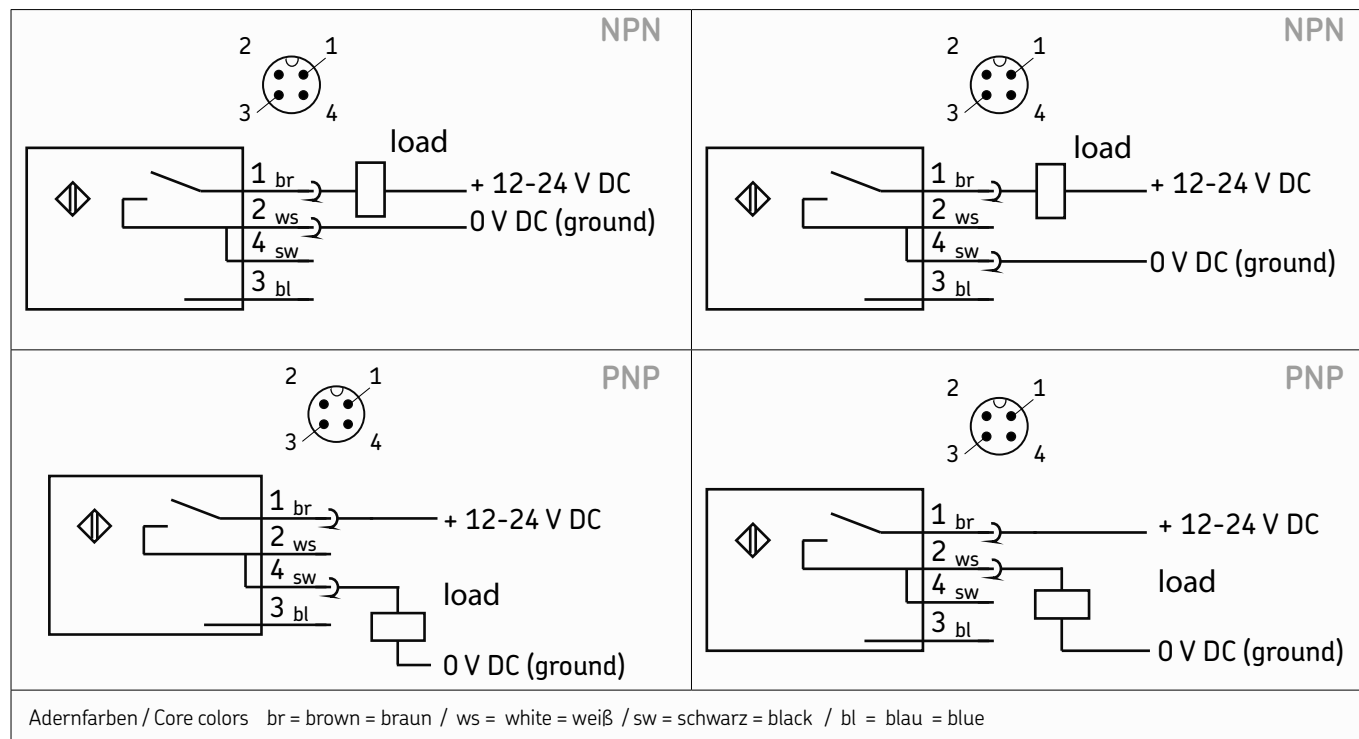 NPN
2 1
3 4
load
1 br
+ 12-24 V DC
2 ws
0 V DC (ground)
4 sw
3 bl
NPN
2 1
3 4
load
1 br
+ 12-24 V DC
2 ws
4 sw
0 V DC (ground)
3 bl
PNP
2 1
3 4
1 br
+ 12-24 V DC
2 ws
4 sw
load
3 bl
0 V DC (ground)
PNP
2 1
3 4
1 br
+ 12-24 V DC
2 ws
load
4 sw
3 bl
0 V DC (ground)
Adernfarben / Core colors br = brown = braun / ws = white = weiß / sw = schwarz = black / bl = blau = blue